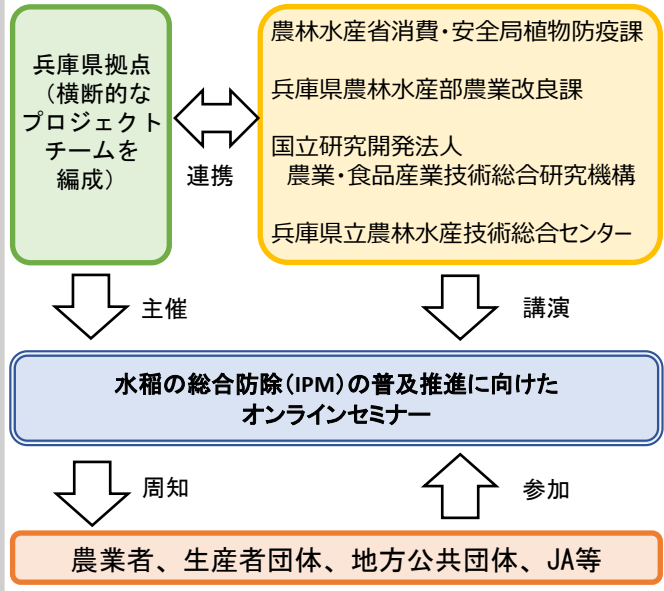 兵庫県拠点
（横断的な
プロジェクト
チームを
編成）
連携
農林水産省消費・安全局植物防疫課
兵庫県農林水産部農業改良課
国立研究開発法人
農業・食品産業技術総合研究機構
兵庫県立農林水産技術総合センター
主催
講演
水稲の総合防除（IPM）の普及推進に向けた
オンラインセミナー
周知
参加
農業者、生産者団体、地方公共団体、JA等